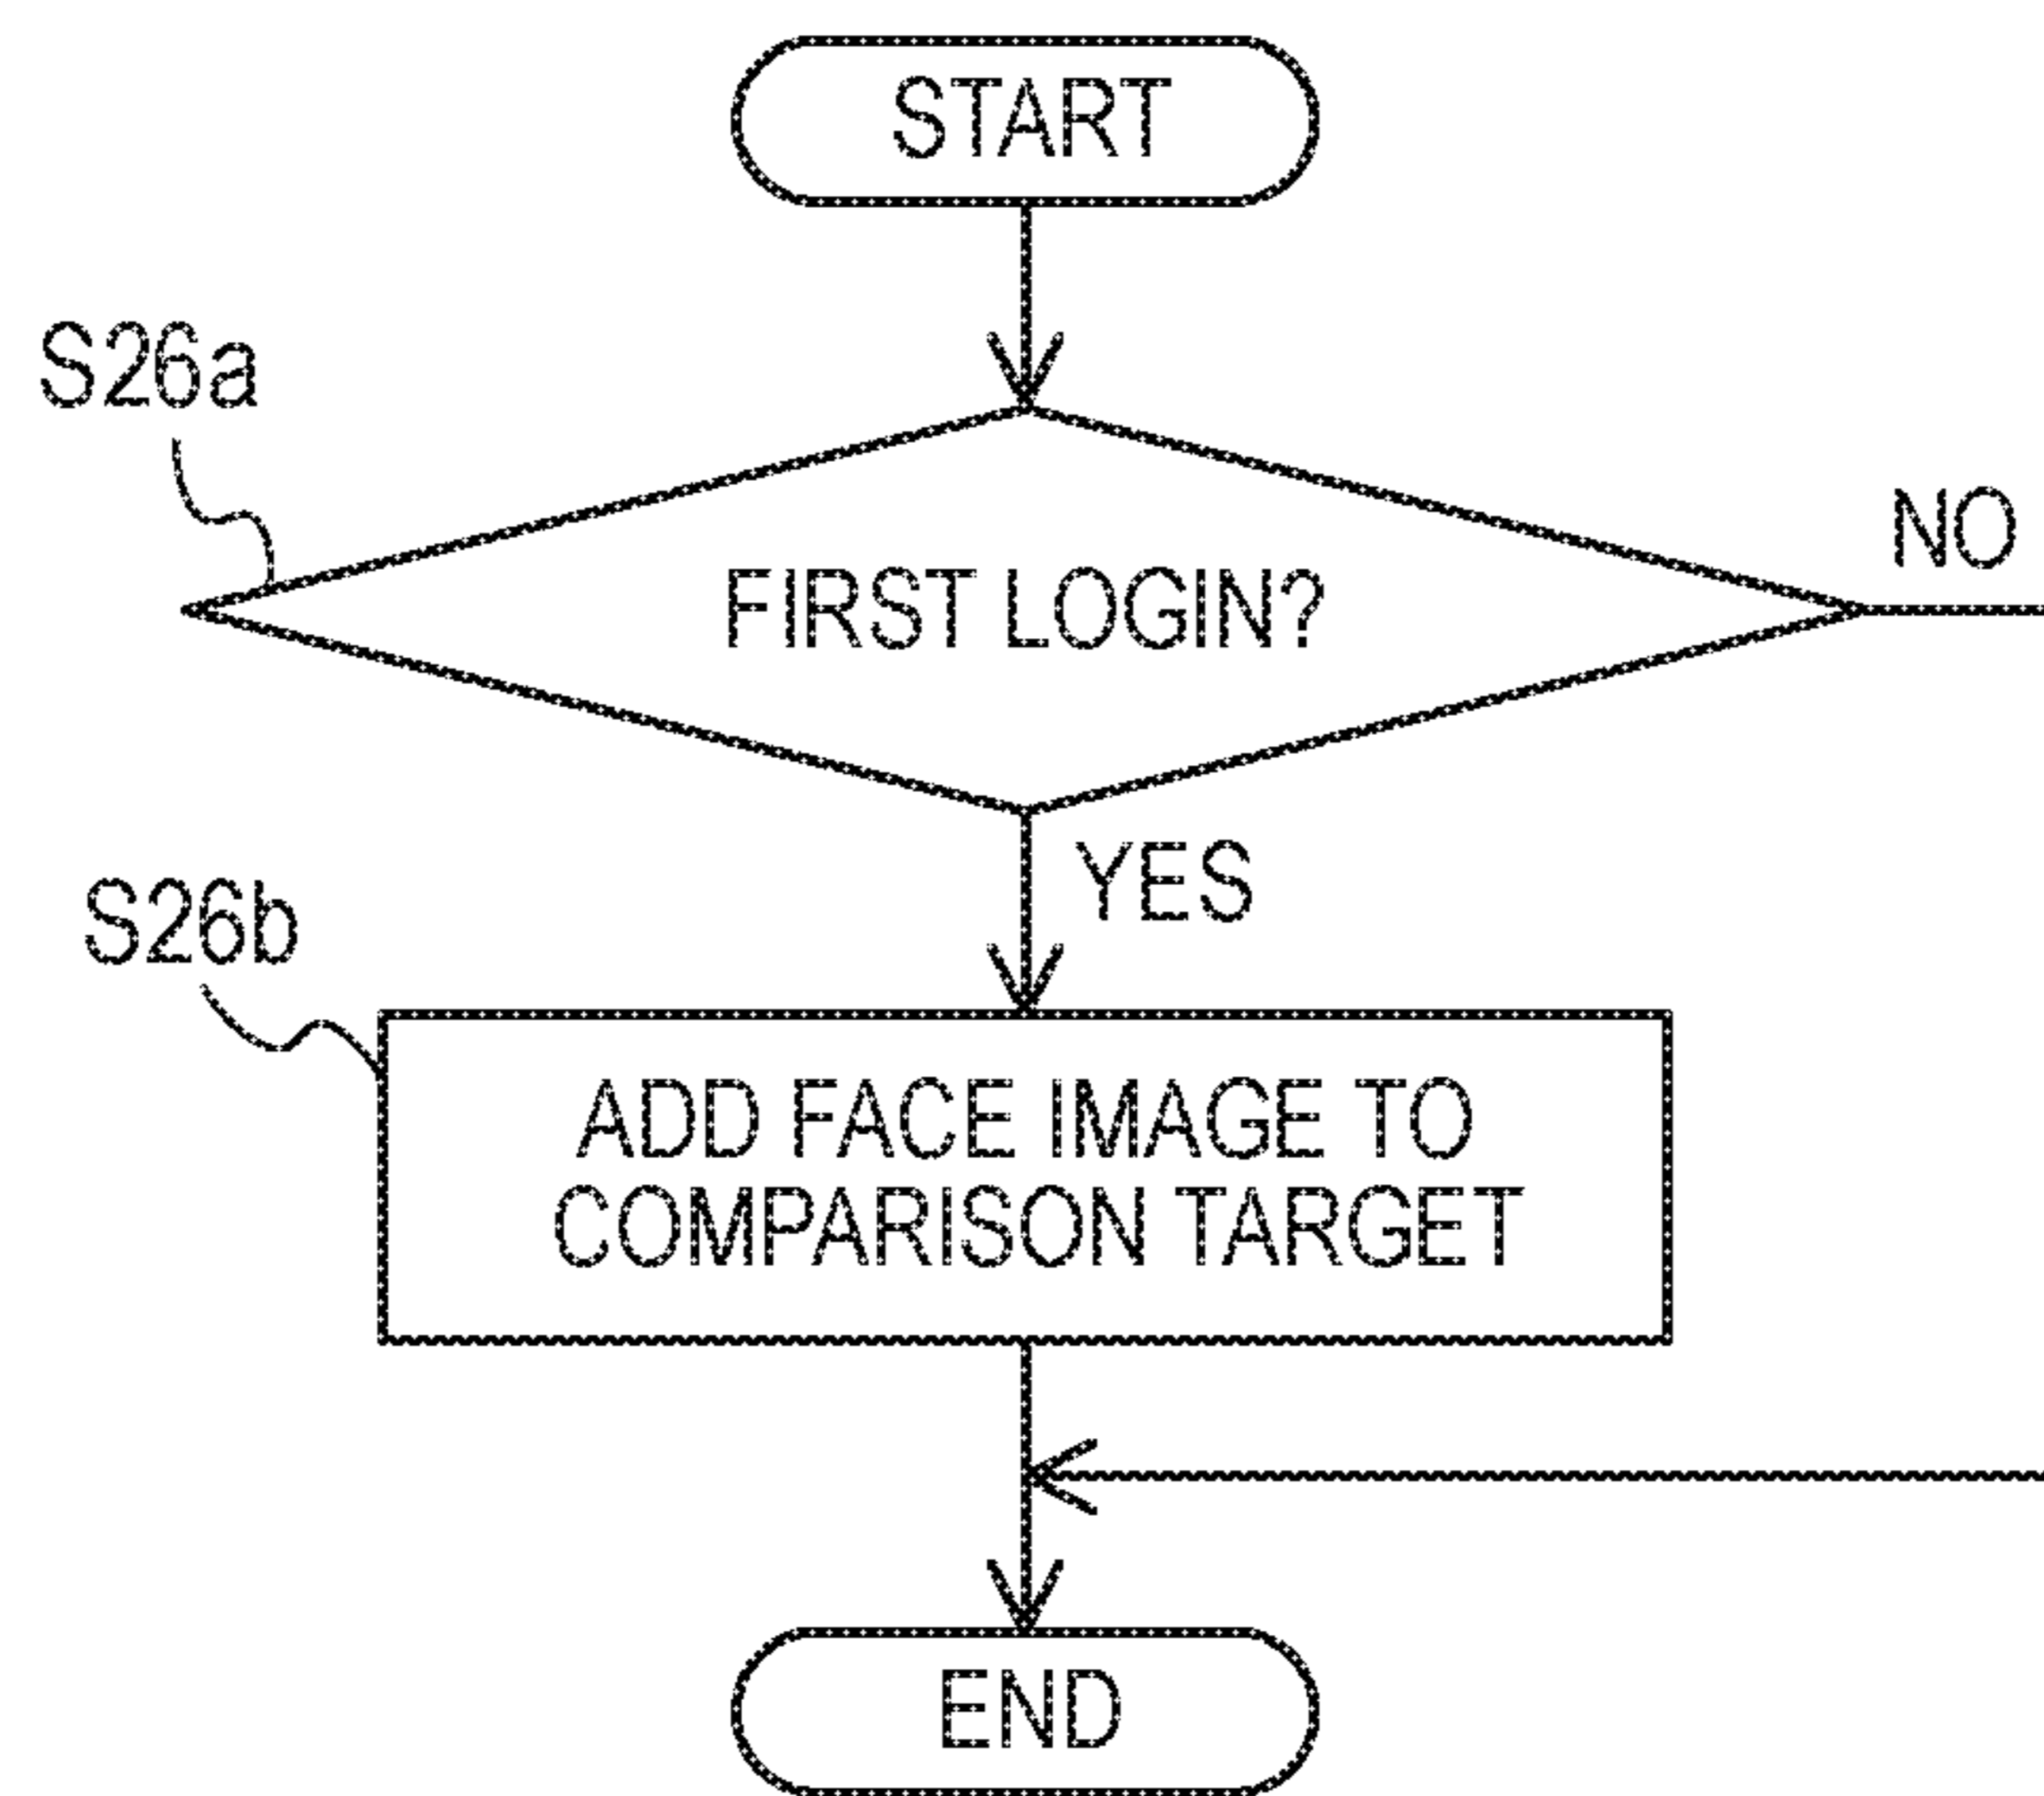 START
S26a
NO
FIRST LOGIN?
YES
S26b
ADD FACE IMAGE TO
COMPARISON TARGET
END